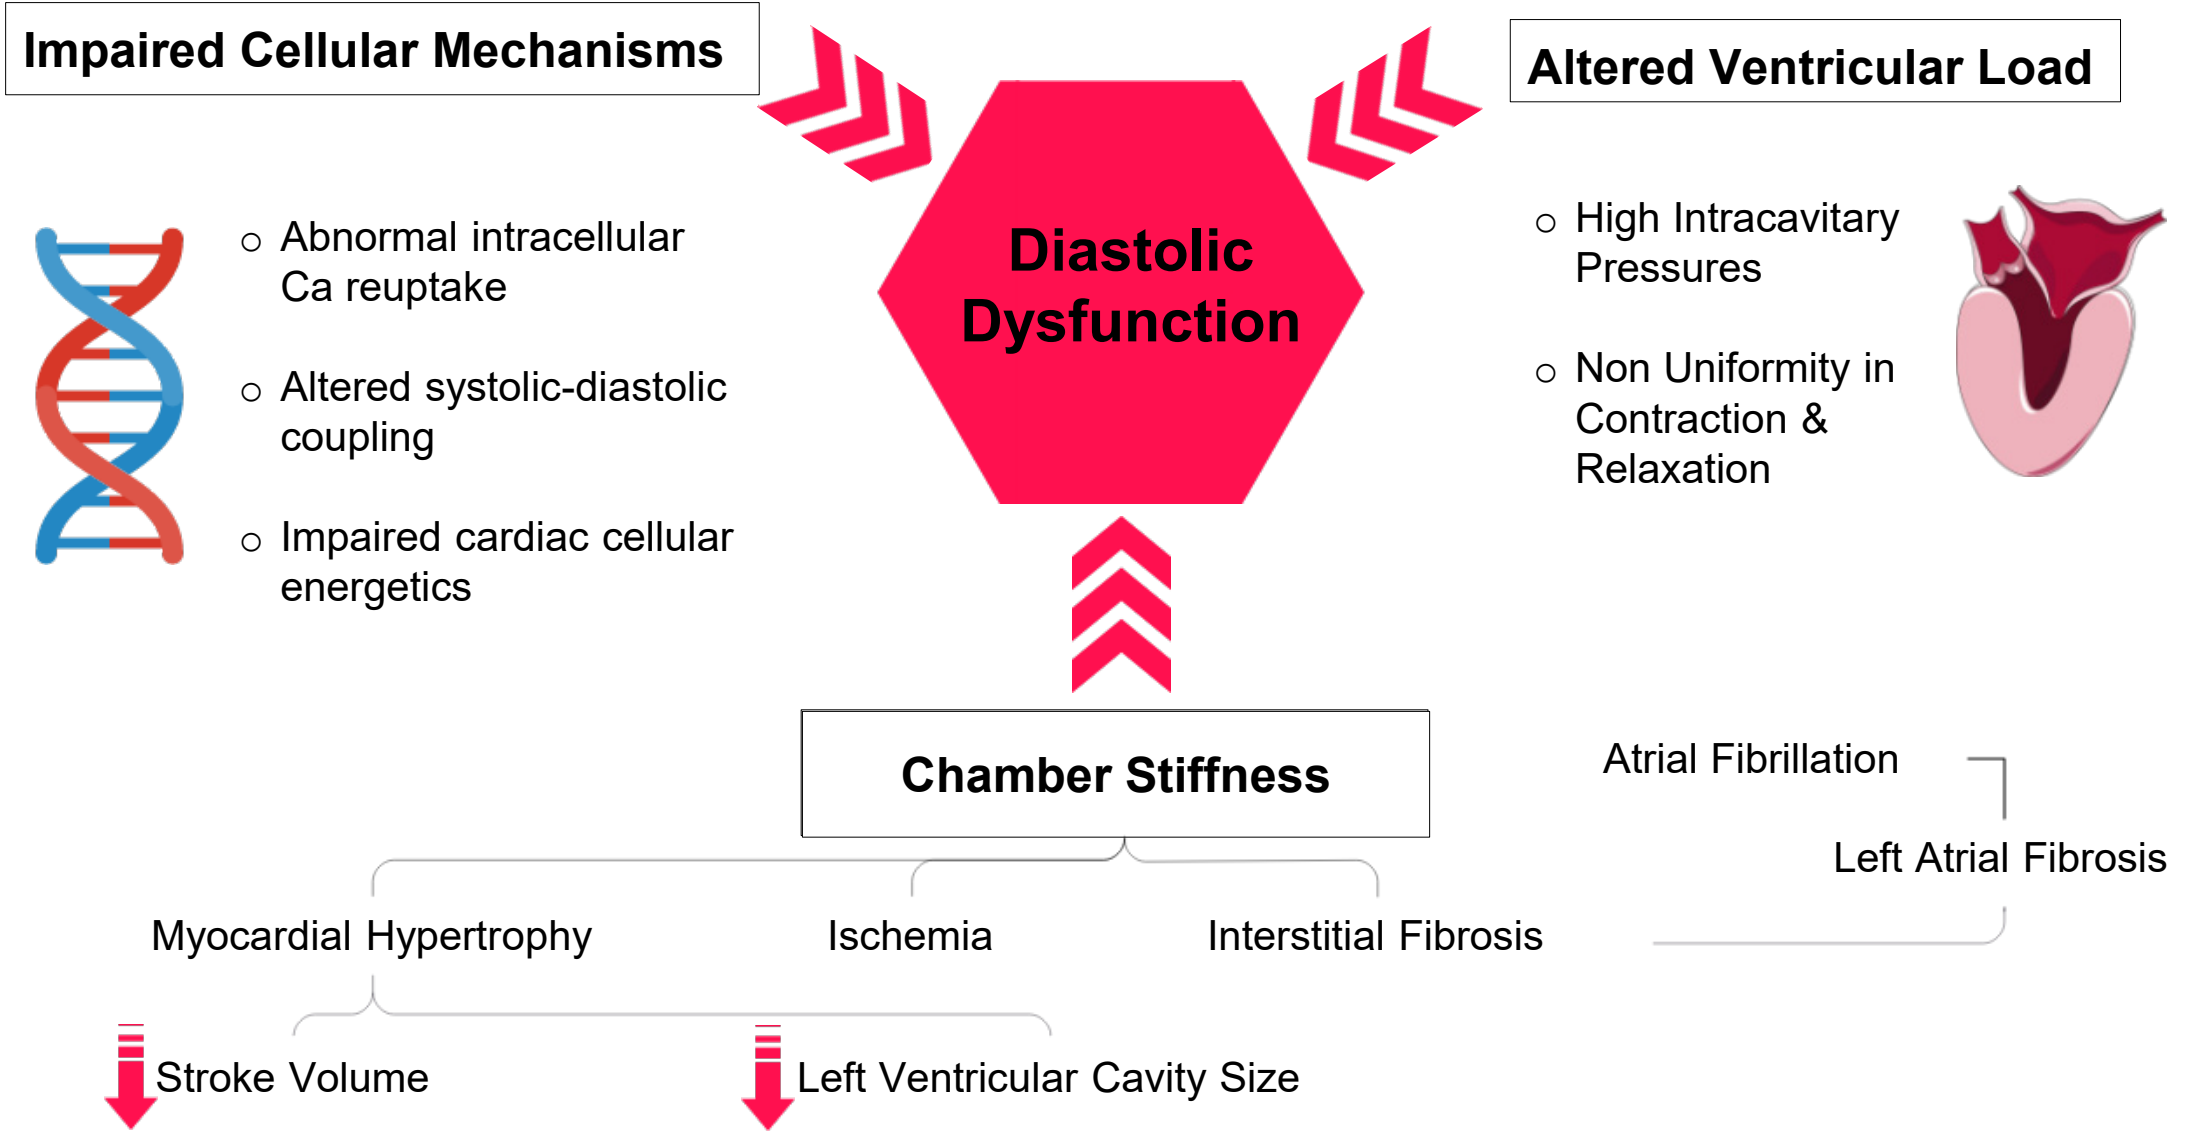 Impaired Cellular Mechanisms
Abnormal intracellular
Ca reuptake
Altered systolic-diastolic
coupling
Impaired cardiac cellular
energetics
Diastolic
Dysfunction
Altered Ventricular Load
High Intracavitary
Pressures
Non Uniformity in
Contraction &
Relaxation
Chamber Stiffness
Atrial Fibrillation
Left Atrial Fibrosis
Myocardial Hypertrophy
Ischemia
Interstitial Fibrosis
Stroke Volume
Left Ventricular Cavity Size